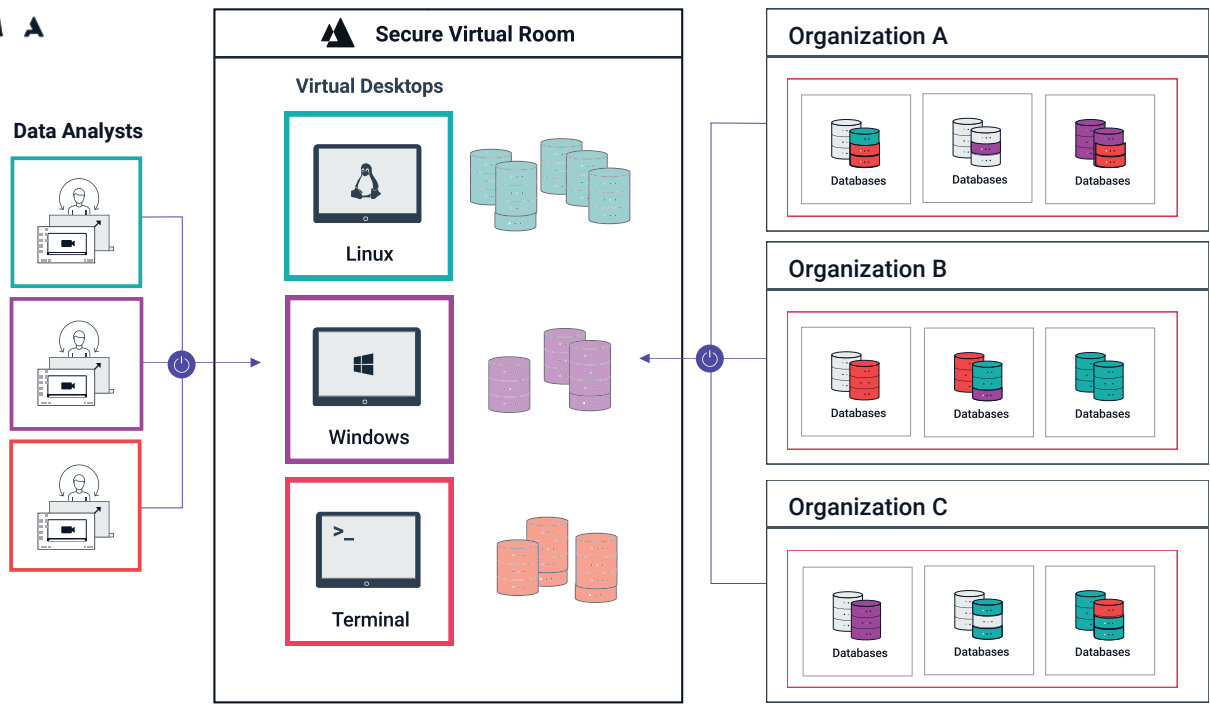 A
Secure Virtual Room
Virtual Desktops
Data Analysts
Linux
Windows
>_
Terminal
Organization A
Databases
Databases
Databases
Organization B
Databases
Databases
Databases
Organization C
Databases
Databases
Databases